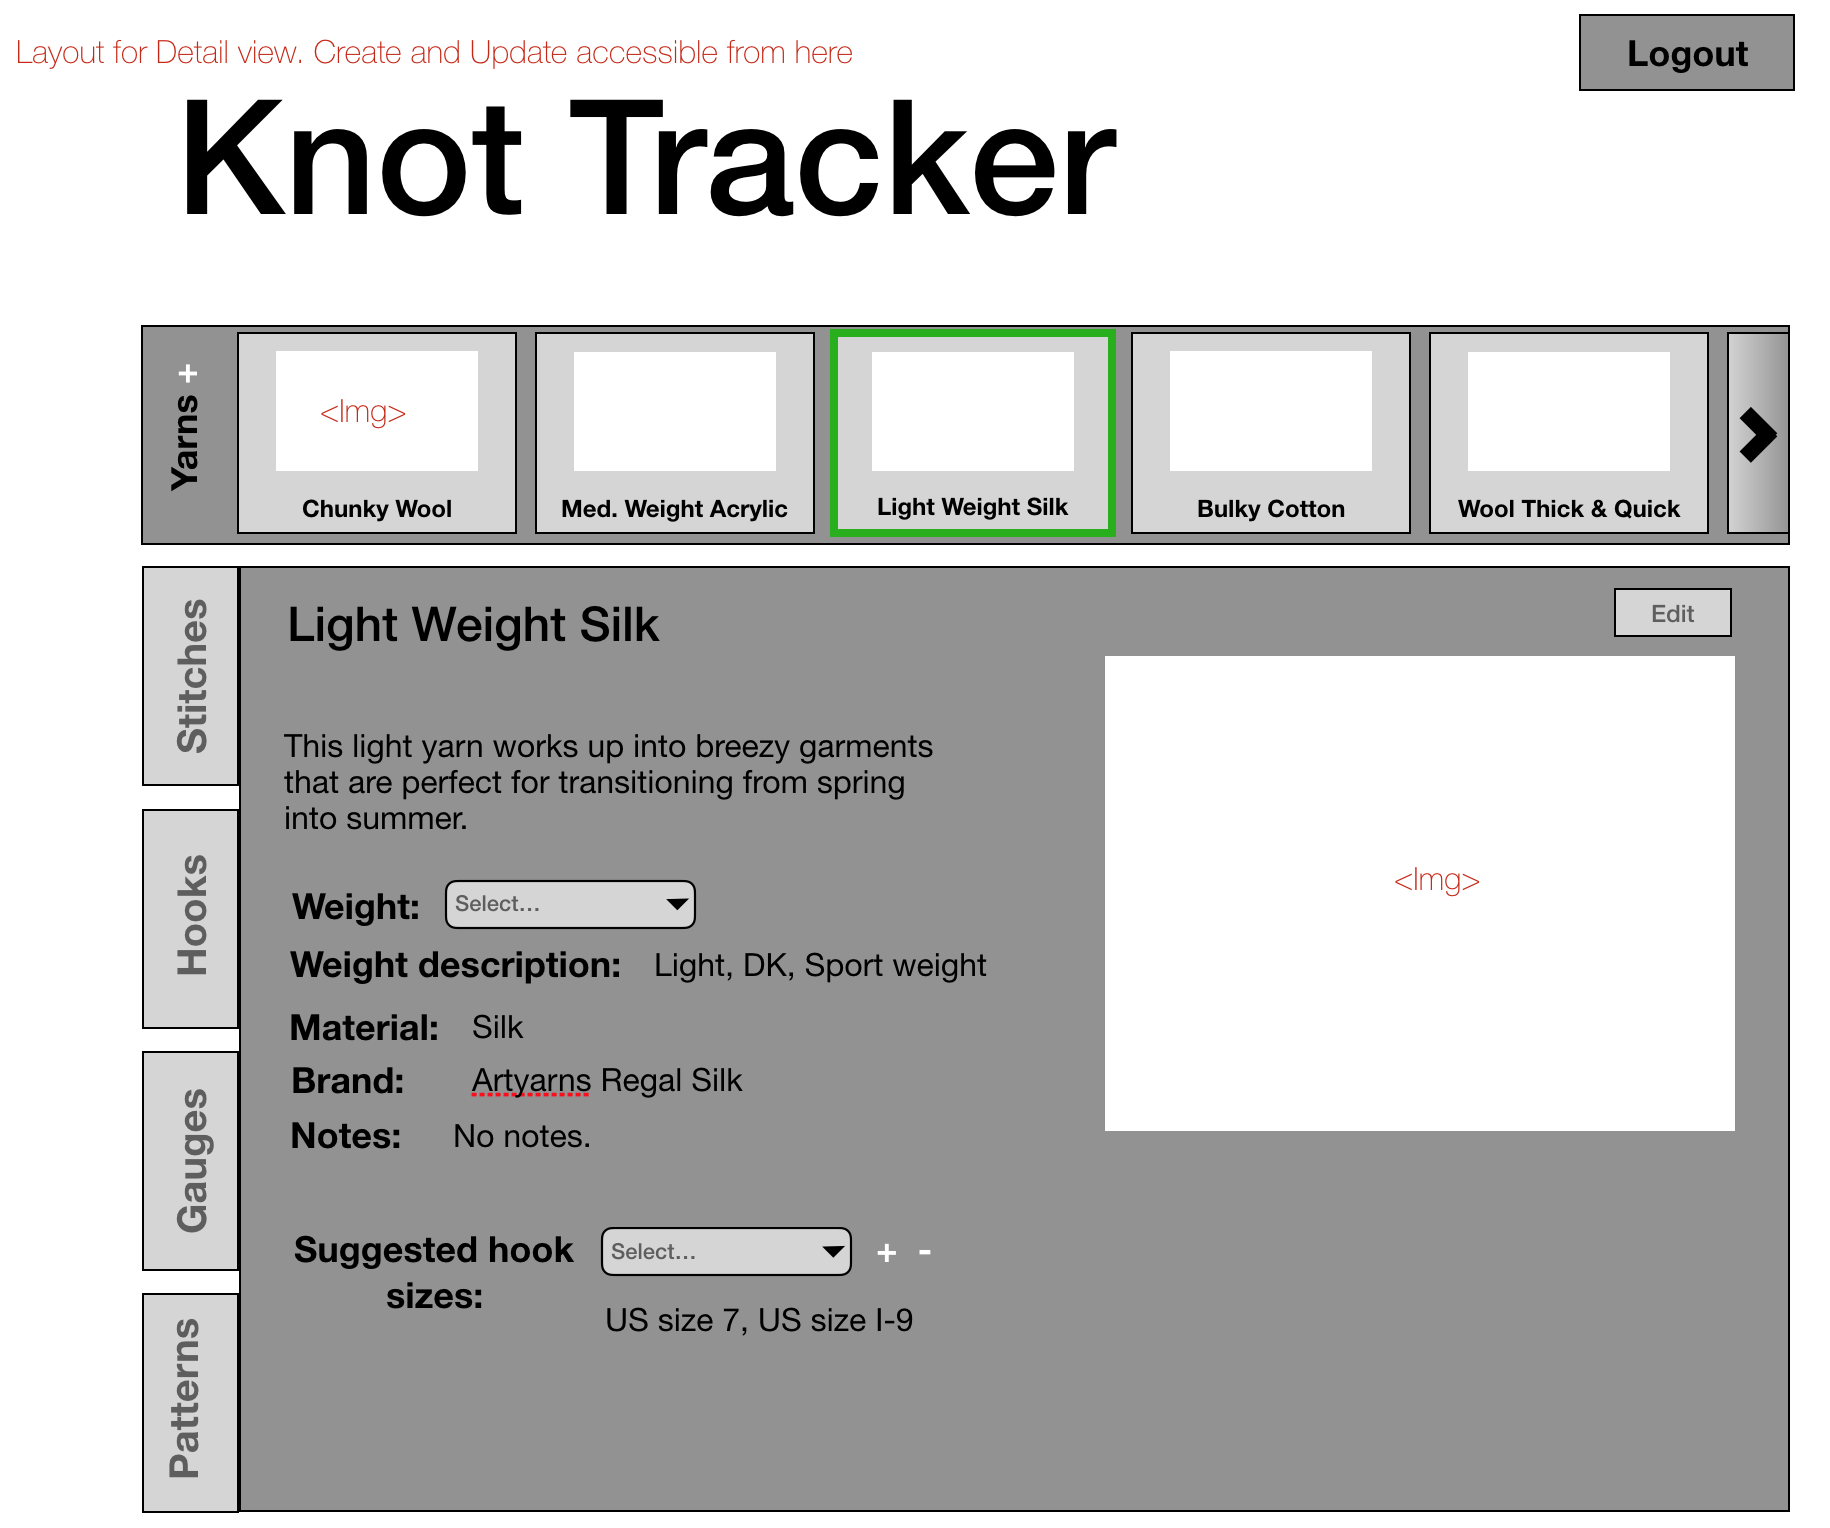 Layout for Detail view. Create and Update accessible from here
Logout
Knot Tracker
Yarns +
<Img>
Chunky Wool
Med. Weight Acrylic
Light Weight Silk
Bulky Cotton
Wool Thick & Quick
Stitches
Hooks
Gauges
Patterns
Light Weight Silk
Edit
This light yarn works up into breezy garments
that are perfect for transitioning from spring
into summer.
<Img>
Weight: Select...
Weight description: Light, DK, Sport weight
Material: Silk
Brand: Artyarns Regal Silk
Notes: No notes.
Suggested hook Select... + -
sizes:
US size 7, US size I-9